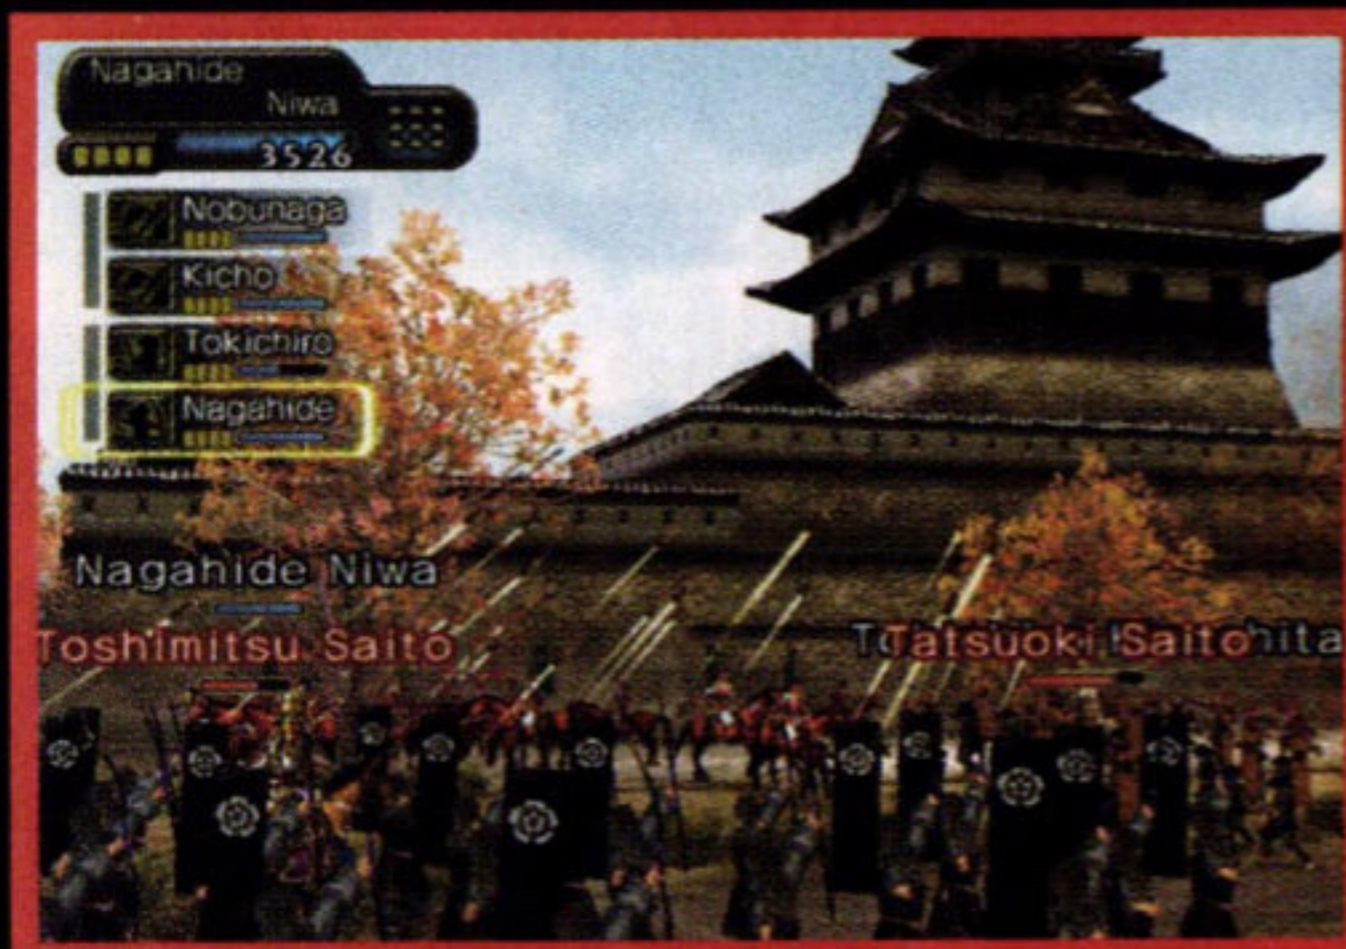 Nagahide
Niwa
3526
Nobunaga
Kicho
Tokichiro
Nagahide
Nagahide Niwa
Toshimitsu Saito
Tatsuoki Saito